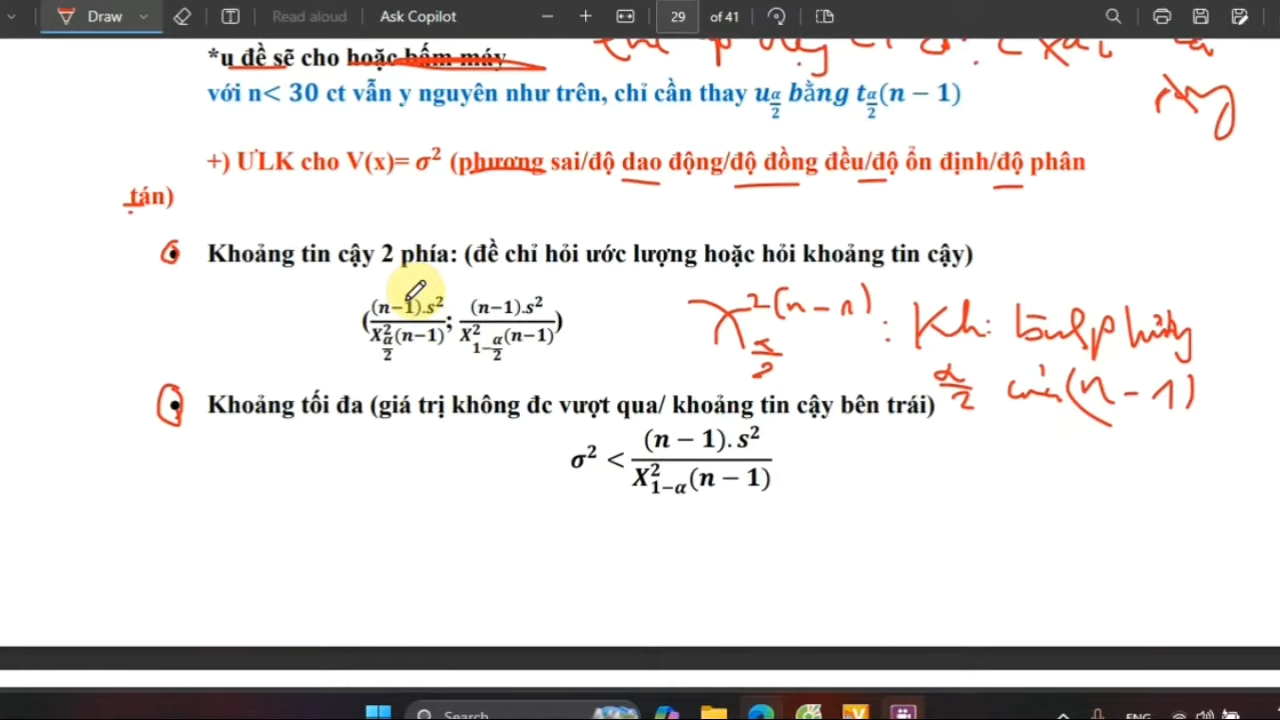 Draw
Read aloud
Ask Copilot
29 of 41
*u đề sẽ cho hoặc bấm máy
với n< 30 ct vẫn y nguyên như trên, chỉ cần thay u_{α/2} bằng t_{α/2}(n − 1)
+) ƯLK cho V(x)= σ² (phương sai/độ dao động/độ đồng đều/độ ổn định/độ phân
tán)
Khoảng tin cậy 2 phía: (đề chỉ hỏi ước lượng hoặc hỏi khoảng tin cậy)
((n−1).s² / X²_{α/2}(n−1); (n−1).s² / X²_{1−α/2}(n−1))
: Kh: bình phương
α/2 của (n − 1)
Khoảng tối đa (giá trị không đc vượt qua/ khoảng tin cậy bên trái)
σ² < (n − 1). s² / X²_{1−α}(n − 1)
Search
ENG